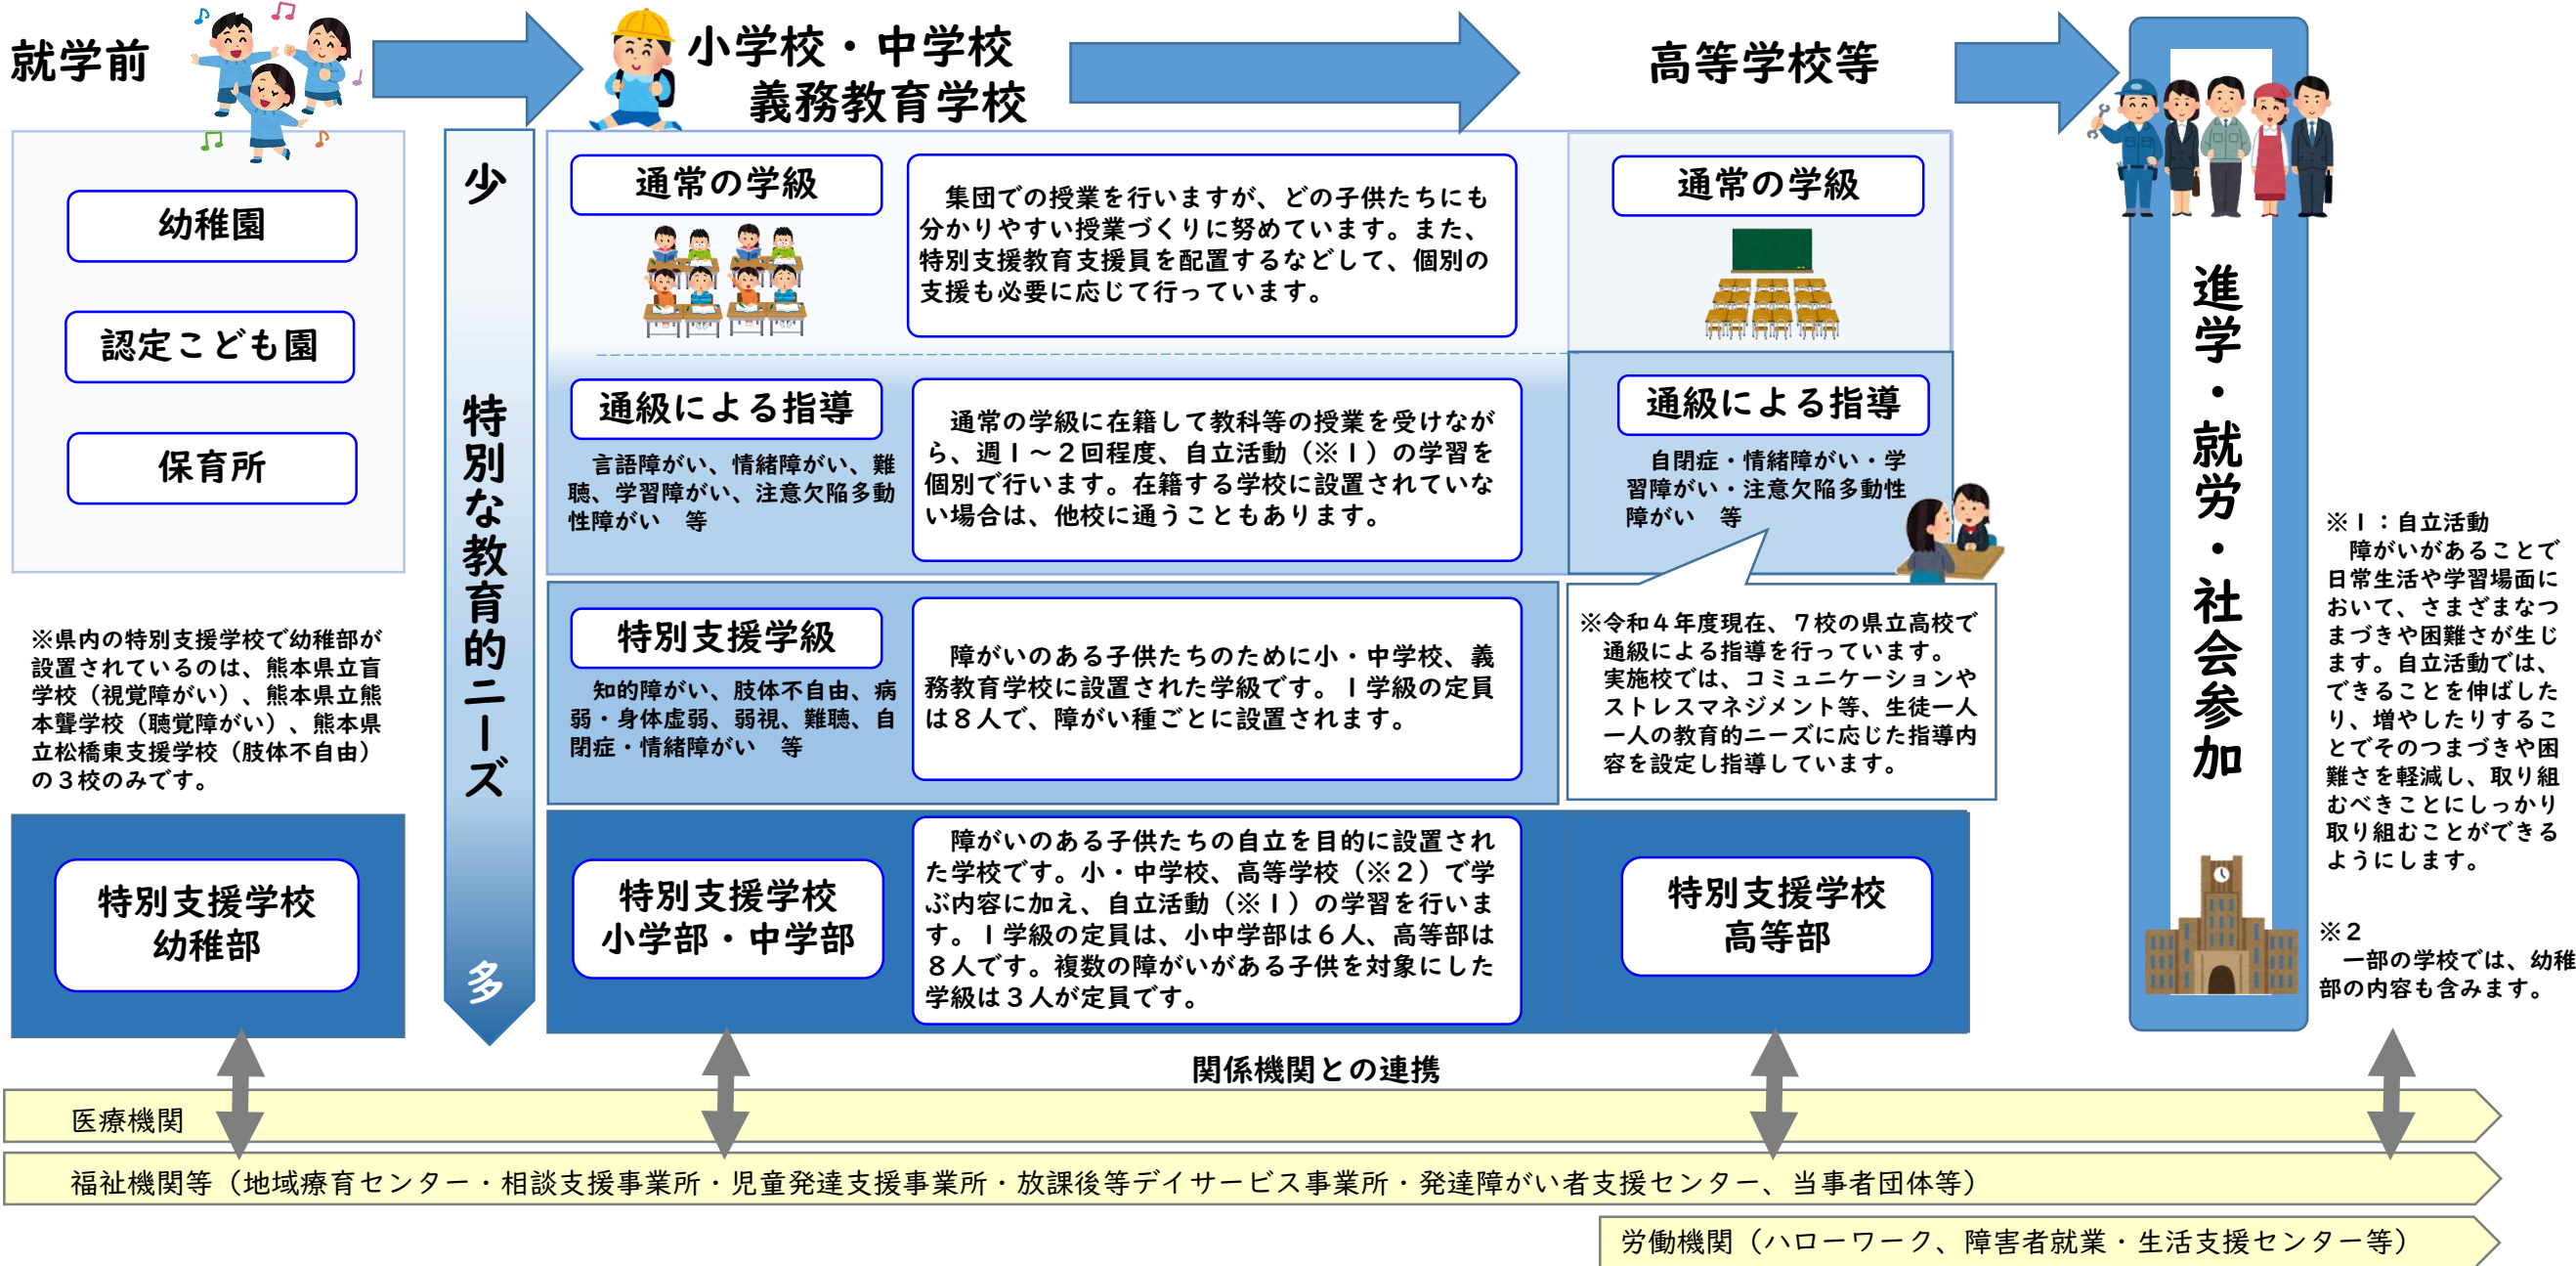 就学前
小学校・中学校
義務教育学校
高等学校等
幼稚園
認定こども園
保育所
※県内の特別支援学校で幼稚部が
設置されているのは、熊本県立盲
学校（視覚障がい）、熊本県立熊
本聾学校（聴覚障がい）、熊本県
立松橋東支援学校（肢体不自由）
の３校のみです。
特別支援学校
幼稚部
少
特別な教育的ニーズ
多
通常の学級
集団での授業を行いますが、どの子供たちにも
分かりやすい授業づくりに努めています。また、
特別支援教育支援員を配置するなどして、個別の
支援も必要に応じて行っています。
通級による指導
言語障がい、情緒障がい、難
聴、学習障がい、注意欠陥多動
性障がい　等
通常の学級に在籍して教科等の授業を受けなが
ら、週１～２回程度、自立活動（※１）の学習を
個別で行います。在籍する学校に設置されていな
い場合は、他校に通うこともあります。
特別支援学級
知的障がい、肢体不自由、病
弱・身体虚弱、弱視、難聴、自
閉症・情緒障がい　等
障がいのある子供たちのために小・中学校、義
務教育学校に設置された学級です。１学級の定員
は８人で、障がい種ごとに設置されます。
特別支援学校
小学部・中学部
障がいのある子供たちの自立を目的に設置され
た学校です。小・中学校、高等学校（※２）で学
ぶ内容に加え、自立活動（※１）の学習を行いま
す。１学級の定員は、小中学部は６人、高等部は
８人です。複数の障がいがある子供を対象にした
学級は３人が定員です。
通常の学級
通級による指導
自閉症・情緒障がい・学
習障がい・注意欠陥多動性
障がい　等
※令和４年度現在、７校の県立高校で
通級による指導を行っています。
実施校では、コミュニケーションや
ストレスマネジメント等、生徒一人
一人の教育的ニーズに応じた指導内
容を設定し指導しています。
特別支援学校
高等部
進学・就労・社会参加
※１：自立活動
障がいがあることで
日常生活や学習場面に
おいて、さまざまなつ
まづきや困難さが生じ
ます。自立活動では、
できることを伸ばした
り、増やしたりするこ
とでそのつまづきや困
難さを軽減し、取り組
むべきことにしっかり
取り組むことができる
ようにします。
※２
一部の学校では、幼稚
部の内容も含みます。
関係機関との連携
医療機関
福祉機関等（地域療育センター・相談支援事業所・児童発達支援事業所・放課後等デイサービス事業所・発達障がい者支援センター、当事者団体等）
労働機関（ハローワーク、障害者就業・生活支援センター等）